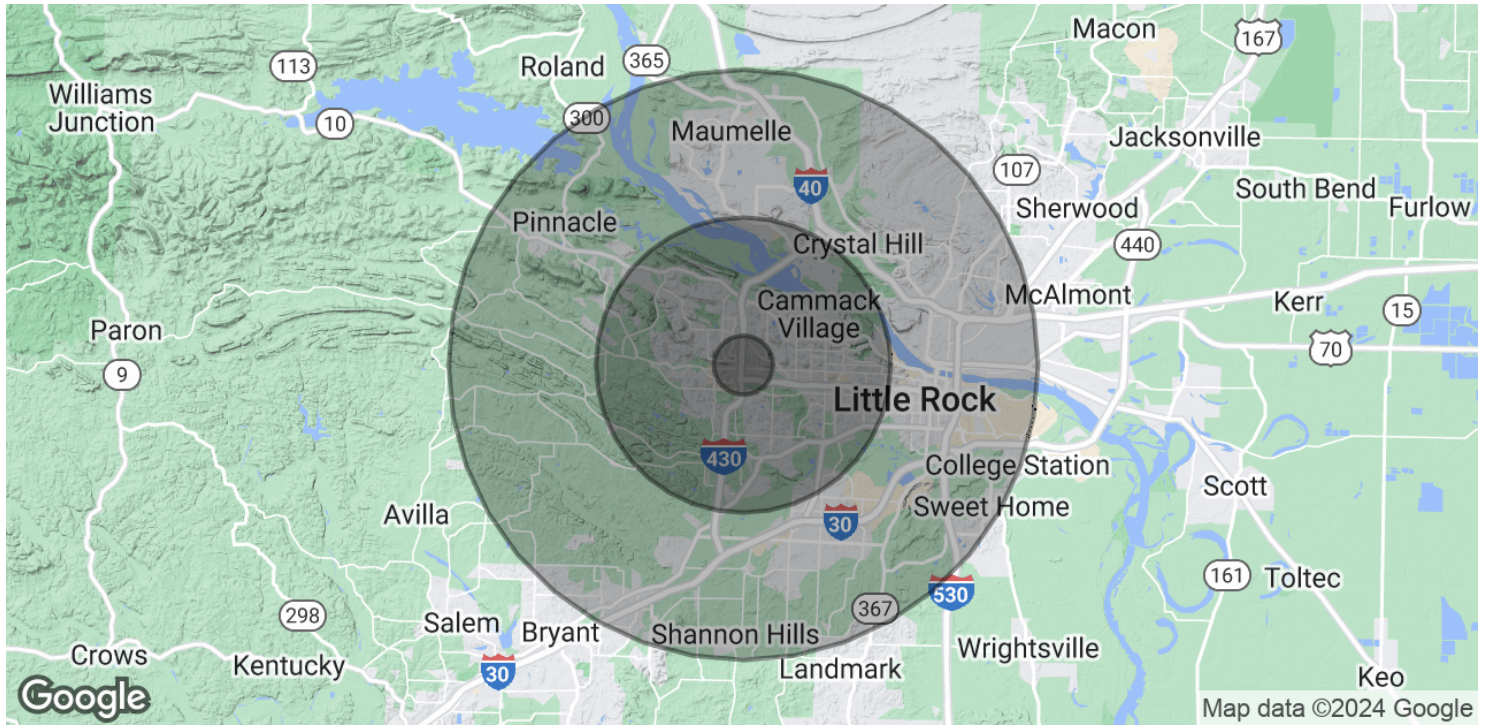 Macon
167
Roland
365
113
Williams
Junction
10
300
Maumelle
Jacksonville
107
40
South Bend
Furlow
Sherwood
Pinnacle
Crystal Hill
440
McAlmont
Cammack
Village
Kerr
15
Paron
70
9
Little Rock
430
College Station
Scott
Sweet Home
Avilla
30
161
Toltec
530
367
298
Salem
Bryant
Shannon Hills
Wrightsville
Crows
Kentucky
30
Landmark
Keo
Google
Map data ©2024 Google